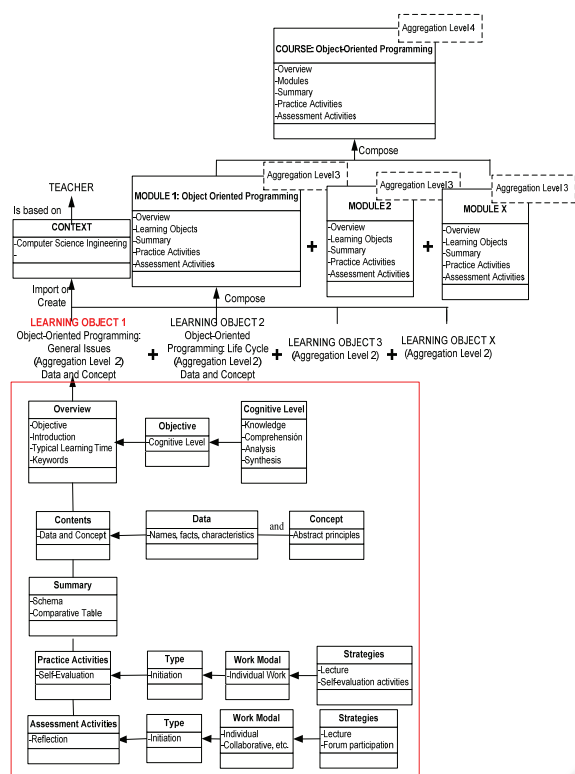 Aggregation Level 4
COURSE: Object-Oriented Programming
-Overview
-Modules
-Summary
-Practice Activities
-Assessment Activities
Compose
Aggregation Level 3
MODULE 1: Object Oriented Programming
-Overview
-Learning Objects
-Summary
-Practice Activities
-Assessment Activities
+
Aggregation Level 3
MODULE 2
-Overview
-Learning Objects
-Summary
-Practice Activities
-Assessment Activities
+
Aggregation Level 3
MODULE X
-Overview
-Learning Objects
-Summary
-Practice Activities
-Assessment Activities
TEACHER
Is based on
CONTEXT
-Computer Science Ingineering
-
Import or
Create
Compose
LEARNING OBJECT 1
Object-Oriented Programming:
General Issues
(Aggregation Level 2)
Data and Concept
+
LEARNING OBJECT 2
Object-Oriented
Programming: Life Cycle
(Aggregation Level 2)
Data and Concept
+
LEARNING OBJECT 3
(Aggregation Level 2)
+
LEARNING OBJECT X
(Aggregation Level 2)
Overview
-Objective
-Introduction
-Typical Learning Time
-Keywords
Objective
-Cognitive Level
Cognitive Level
-Knowledge
-Comprehensión
-Analysis
-Synthesis
Contents
-Data and Concept
Data
-Names, facts, characteristics
and
Concept
-Abstract principles
Summary
-Schema
-Comparative Table
Practice Activities
-Self-Evaluation
Type
-Initiation
Work Modal
-Individual Work
Strategies
-Lecture
-Self-evaluation activities
Assessment Activities
-Reflection
Type
-Initiation
Work Modal
-Individual
-Collaborative, etc.
Strategies
-Lecture
-Forum participation